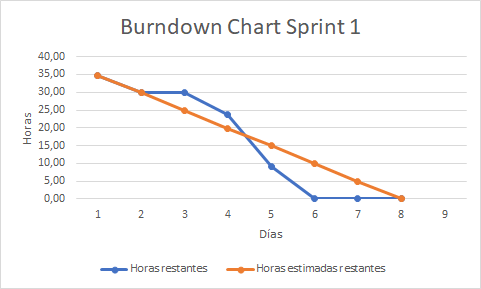 Burndown Chart Sprint 1
40,00
35,00
30,00
25,00
20,00
15,00
10,00
5,00
0,00
Horas
1 2 3 4 5 6 7 8 9
Días
Horas restantes Horas estimadas restantes